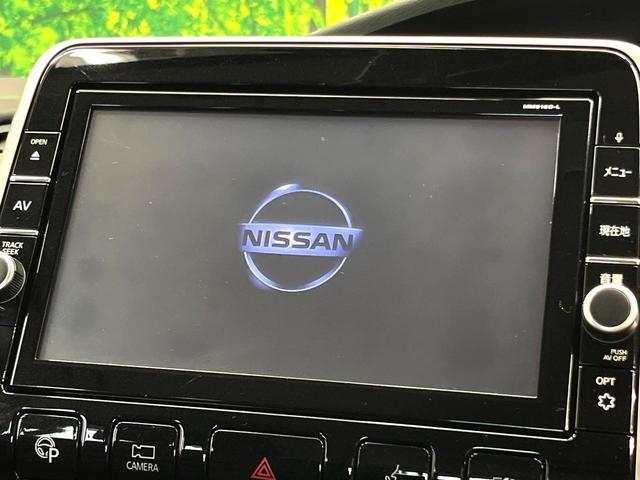 MM516D-L
OPEN
メニュー
AV
現在地
TRACK
SEEK
NISSAN
音量
PUSH
AV OFF
OPT
P
CAMERA